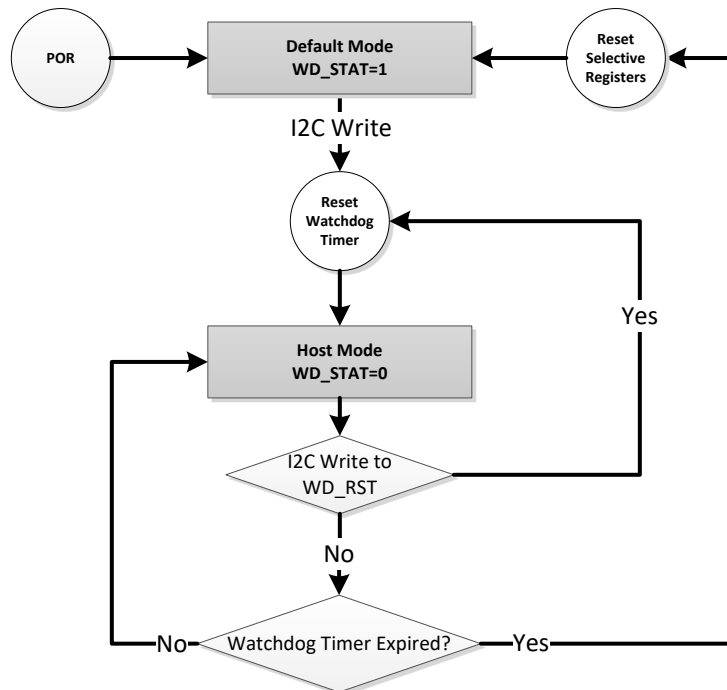 POR
Default Mode
WD_STAT=1
Reset
Selective
Registers
I2C Write
Reset
Watchdog
Timer
Yes
Host Mode
WD_STAT=0
I2C Write to
WD_RST
No
No
Watchdog Timer Expired?
Yes